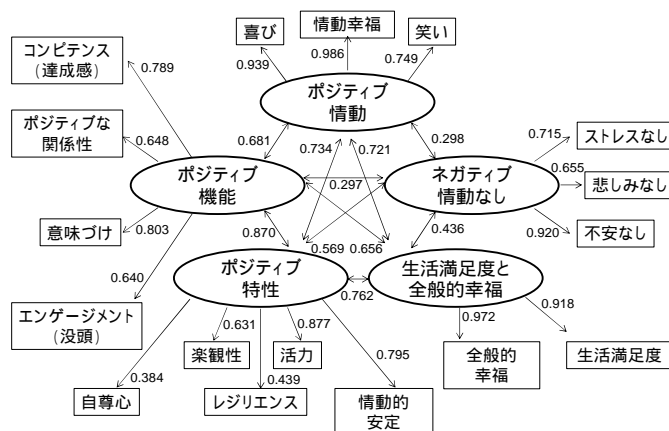 喜び
情動幸福
笑い
0.939
0.986
0.749
コンピテンス
(達成感)
0.789
ポジティブ
情動
ポジティブな
関係性
0.648
0.681
0.734
0.721
0.298
0.715
ストレスなし
ポジティブ
機能
0.297
ネガティブ
情動なし
0.655
悲しみなし
意味づけ
0.803
0.870
0.569
0.656
0.436
0.920
不安なし
0.640
エンゲージメント
(没頭)
ポジティブ
特性
0.762
生活満足度と
全般的幸福
0.972
0.918
0.384
自尊心
0.631
楽観性
0.439
レジリエンス
0.877
活力
0.795
情動的
安定
全般的
幸福
生活満足度